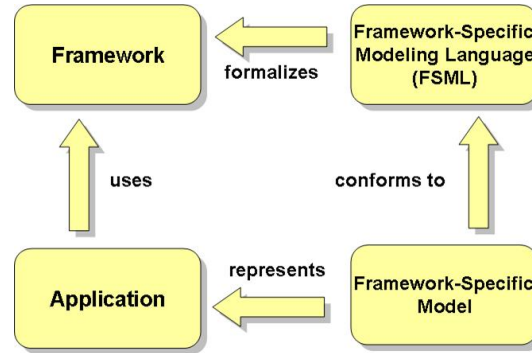 Framework
formalizes
Framework-Specific
Modeling Language
(FSML)
uses
conforms to
Application
represents
Framework-Specific
Model